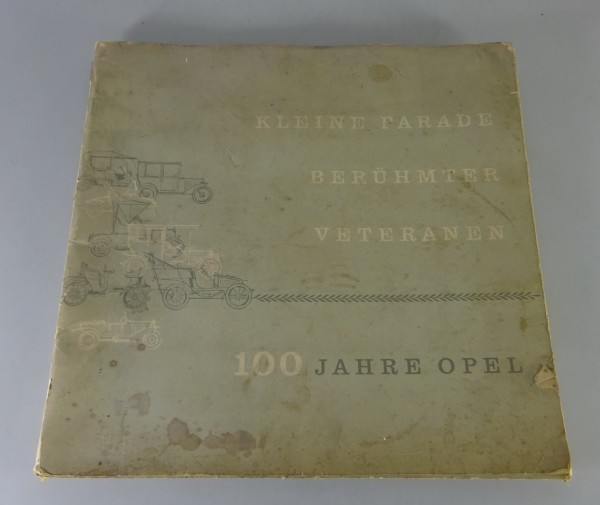 KLEINE PARADE
BERÜHMTER
VETERANEN
100 JAHRE OPEL